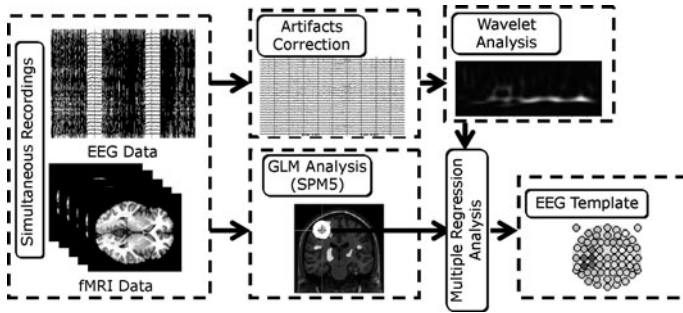 Simultaneous Recordings
EEG Data
fMRI Data
Artifacts
Correction
Wavelet
Analysis
GLM Analysis
(SPM5)
Multiple Regression
Analysis
EEG Template